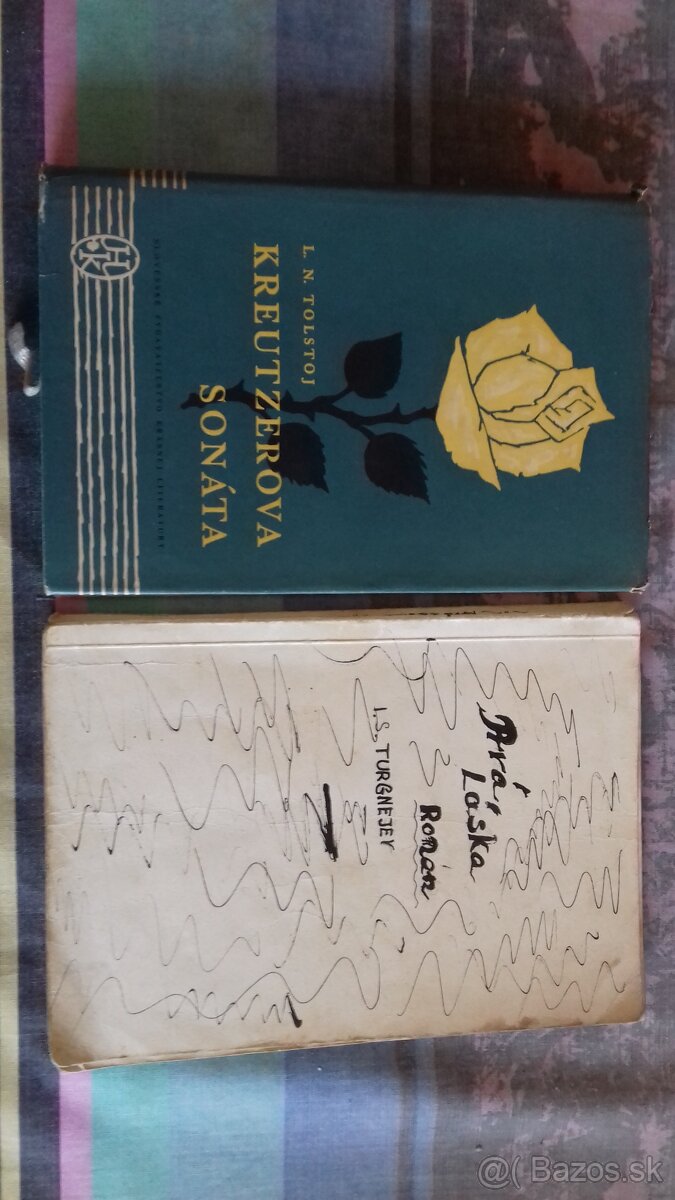 L. N. TOLSTOJ
KREUTZEROVA
SONÁTA
SLOVENSKÉ VYDAVATEĽSTVO KRÁSNEJ LITERATÚRY
H.K
Prvá
Láska
Román
I.S. TURGNEJEV
@( Bazos.sk